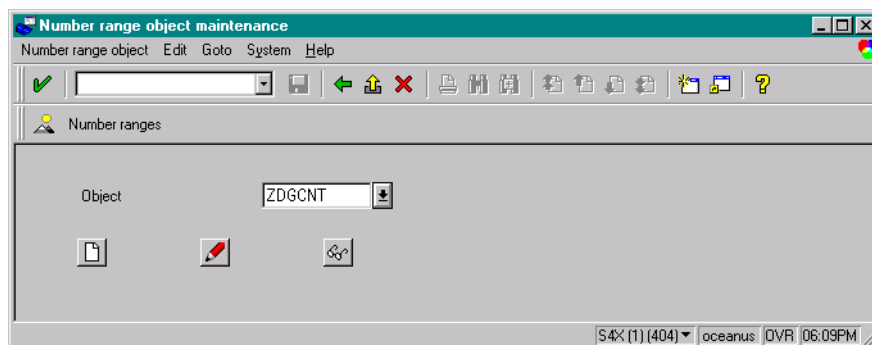 Number range object maintenance
Number range object Edit Goto System Help
Number ranges
Object ZDGCNT
S4X (1) (404) oceanus OVR 06:09PM